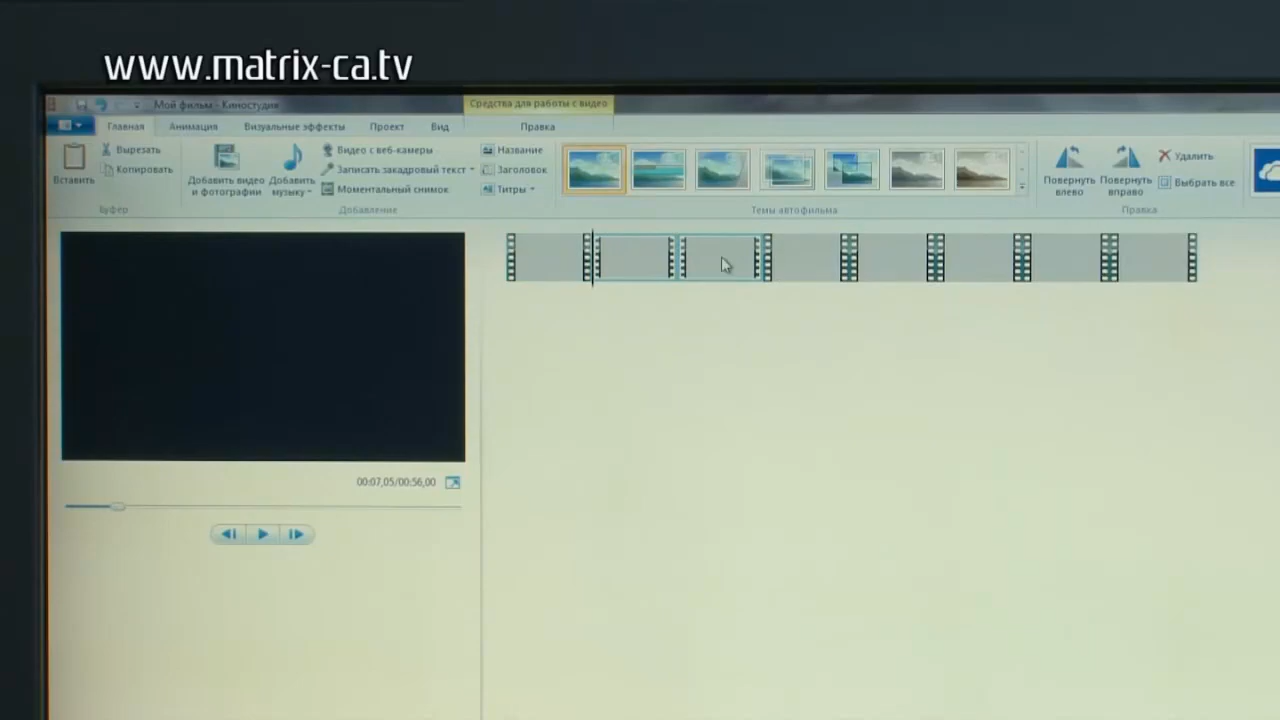 www.matrix-ca.tv
Мой фильм - Киностудия
Средства для работы с видео
Главная Анимация Визуальные эффекты Проект Вид Правка
Вставить
Вырезать
Копировать
Буфер
Добавить видео
и фотографии
Добавить
музыку
Видео с веб-камеры
Записать закадровый текст
Моментальный снимок
Добавление
Название
Заголовок
Титры
Темы автофильма
Повернуть
влево
Повернуть
вправо
Удалить
Выбрать все
Правка
00:07,05/00:56,00